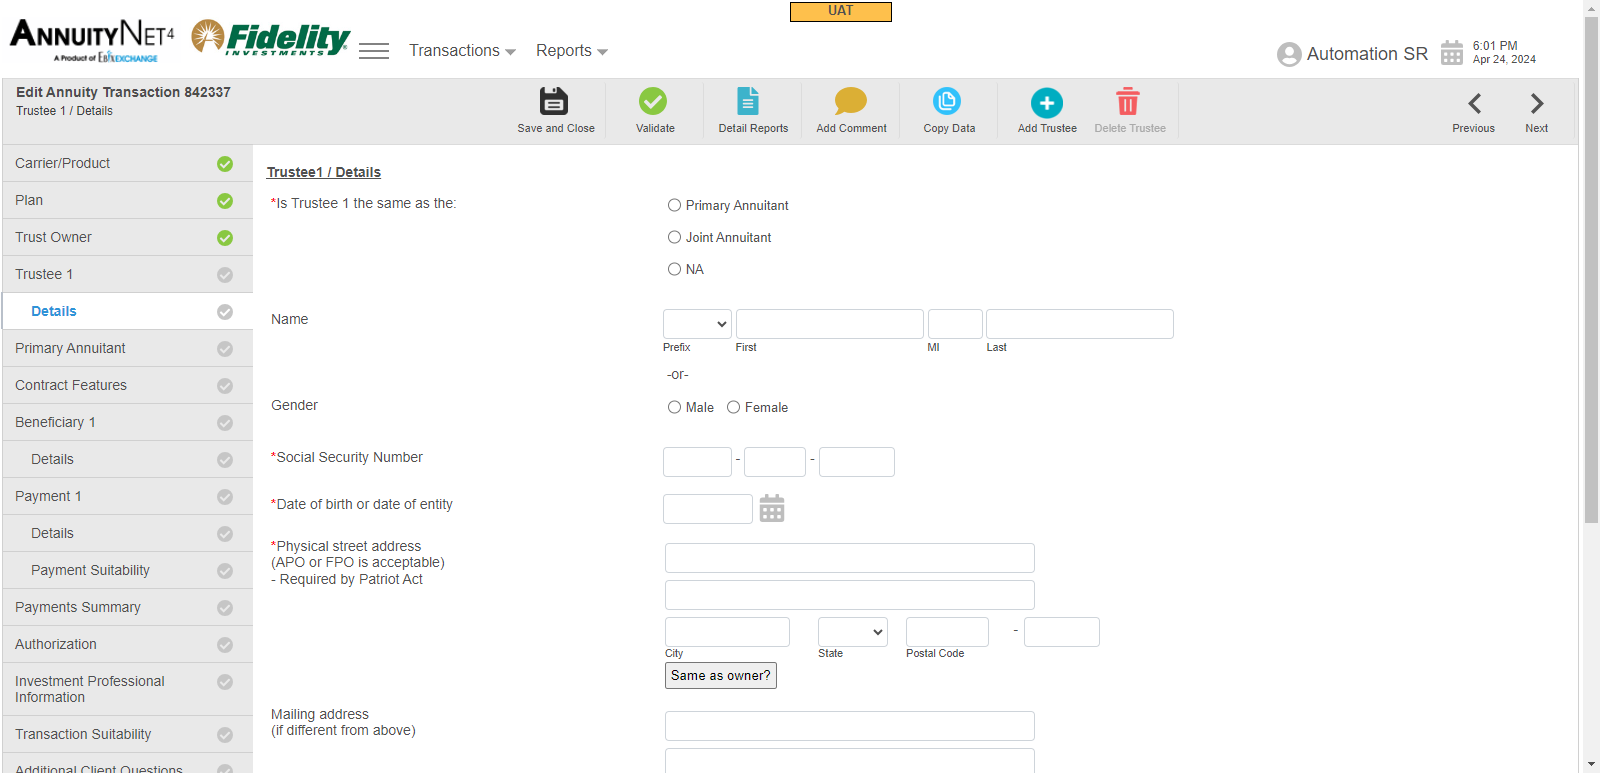 UAT
ANNUITYNET4
A Product of EbixEXCHANGE
Fidelity
INVESTMENTS
Transactions
Reports
Automation SR
6:01 PM
Apr 24, 2024
Edit Annuity Transaction 842337
Trustee 1 / Details
Save and Close
Validate
Detail Reports
Add Comment
Copy Data
Add Trustee
Delete Trustee
Previous
Next
Carrier/Product
Plan
Trust Owner
Trustee 1
Details
Primary Annuitant
Contract Features
Beneficiary 1
Details
Payment 1
Details
Payment Suitability
Payments Summary
Authorization
Investment Professional
Information
Transaction Suitability
Additional Client Questions
Trustee1 / Details
*Is Trustee 1 the same as the:
Primary Annuitant
Joint Annuitant
NA
Name
Prefix First MI Last
-or-
Gender
Male Female
*Social Security Number
- -
*Date of birth or date of entity
*Physical street address
(APO or FPO is acceptable)
- Required by Patriot Act
-
City State Postal Code
Same as owner?
Mailing address
(if different from above)